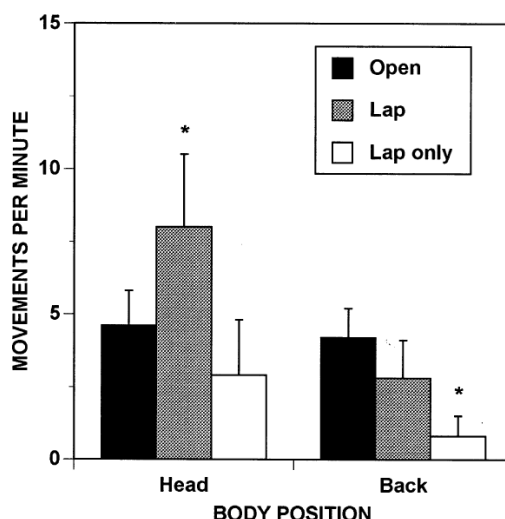 15
10
5
0
MOVEMENTS PER MINUTE
Open
Lap
Lap only
*
*
Head
Back
BODY POSITION